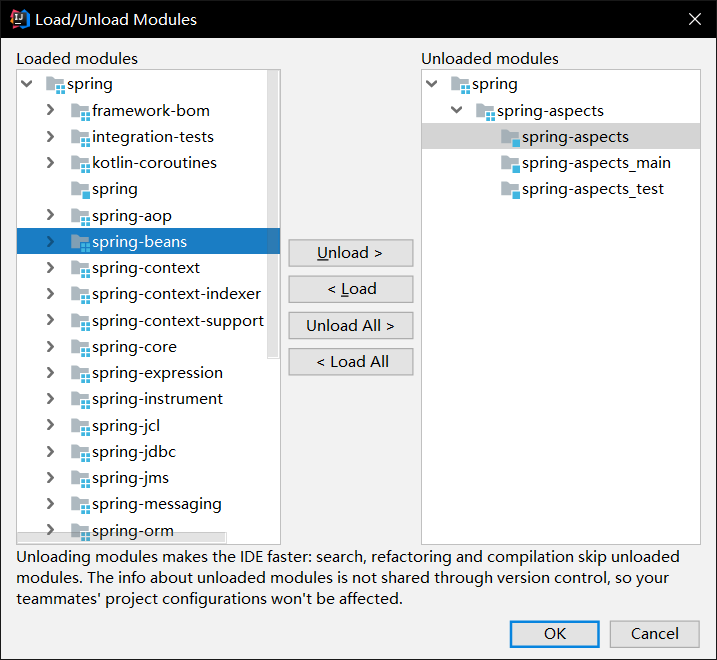 Load/Unload Modules
Loaded modules
spring
framework-bom
integration-tests
kotlin-coroutines
spring
spring-aop
spring-beans
spring-context
spring-context-indexer
spring-context-support
spring-core
spring-expression
spring-instrument
spring-jcl
spring-jdbc
spring-jms
spring-messaging
spring-orm
Unload >
< Load
Unload All >
< Load All
Unloaded modules
spring
spring-aspects
spring-aspects
spring-aspects_main
spring-aspects_test
Unloading modules makes the IDE faster: search, refactoring and compilation skip unloaded
modules. The info about unloaded modules is not shared through version control, so your
teammates' project configurations won't be affected.
OK
Cancel